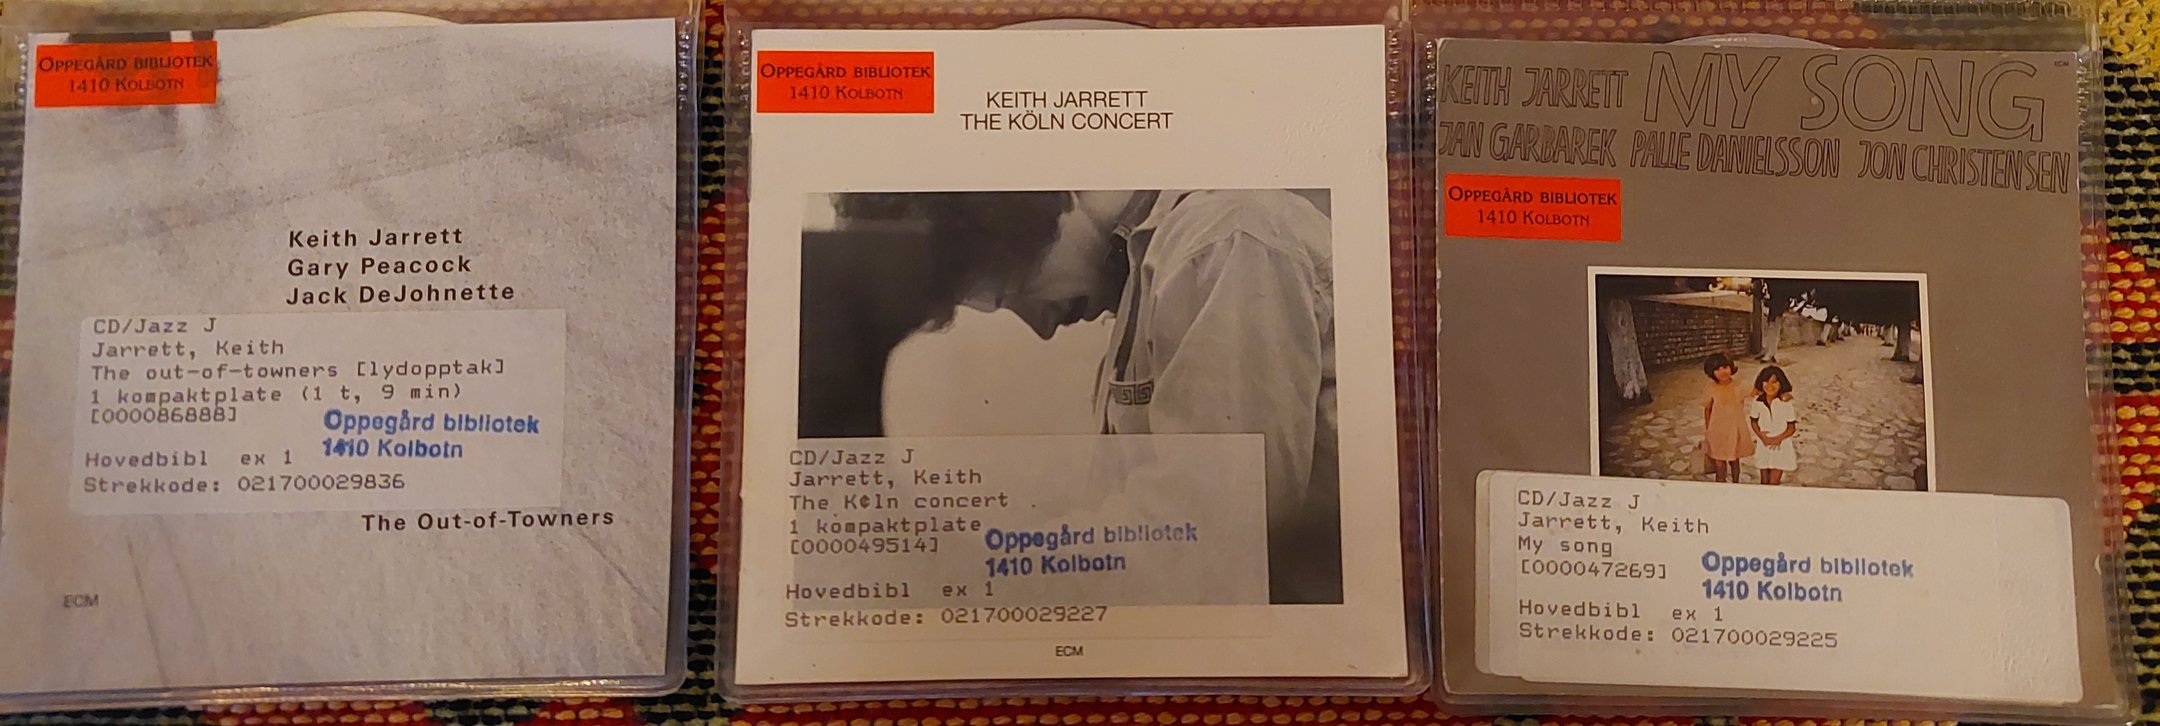 OPPEGÅRD BIBLIOTEK
1410 KOLBOTN
Keith Jarrett
Gary Peacock
Jack DeJohnette
CD/Jazz J
Jarrett, Keith
The out-of-towners [lydopptak]
1 kompaktplate (1 t, 9 min)
[000086888]
Oppegård bibliotek
1410 Kolbotn
Hovedbibl ex 1
Strekkode: 021700029836
The Out-of-Towners
ECM
OPPEGÅRD BIBLIOTEK
1410 KOLBOTN
KEITH JARRETT
THE KÖLN CONCERT
CD/Jazz J
Jarrett, Keith
The K¢ln concert
1 kompaktplate
[000049514]
Oppegård bibliotek
1410 Kolbotn
Hovedbibl ex 1
Strekkode: 021700029227
ECM
KEITH JARRETT MY SONG
ECM
JAN GARBAREK PALLE DANIELSSON JON CHRISTENSEN
OPPEGÅRD BIBLIOTEK
1410 KOLBOTN
CD/Jazz J
Jarrett, Keith
My song
[000047269]
Oppegård bibliotek
1410 Kolbotn
Hovedbibl ex 1
Strekkode: 021700029225